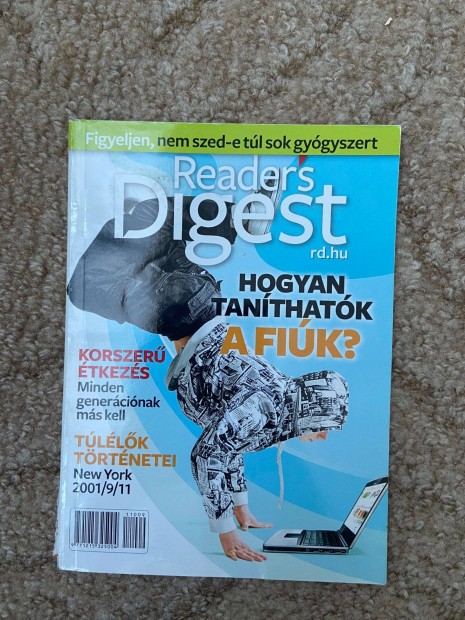 Figyeljen, nem szed-e túl sok gyógyszert
Reader's
Digest
rd.hu
HOGYAN
TANÍTHATÓK
A FIÚK?
KORSZERŰ
ÉTKEZÉS
Minden
generációnak
más kell
TÚLÉLŐK
TÖRTÉNETEI
New York
2001/9/11
11009